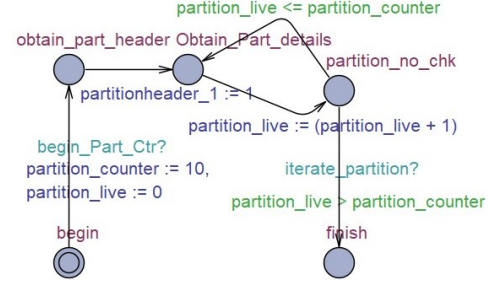 partition_live <= partition_counter
obtain_part_header Obtain_Part_details
partition_no_chk
partitionheader_1 := 1
partition_live := (partition_live + 1)
begin_Part_Ctr?
partition_counter := 10,
iterate_partition?
partition_live := 0
partition_live > partition_counter
begin
finish